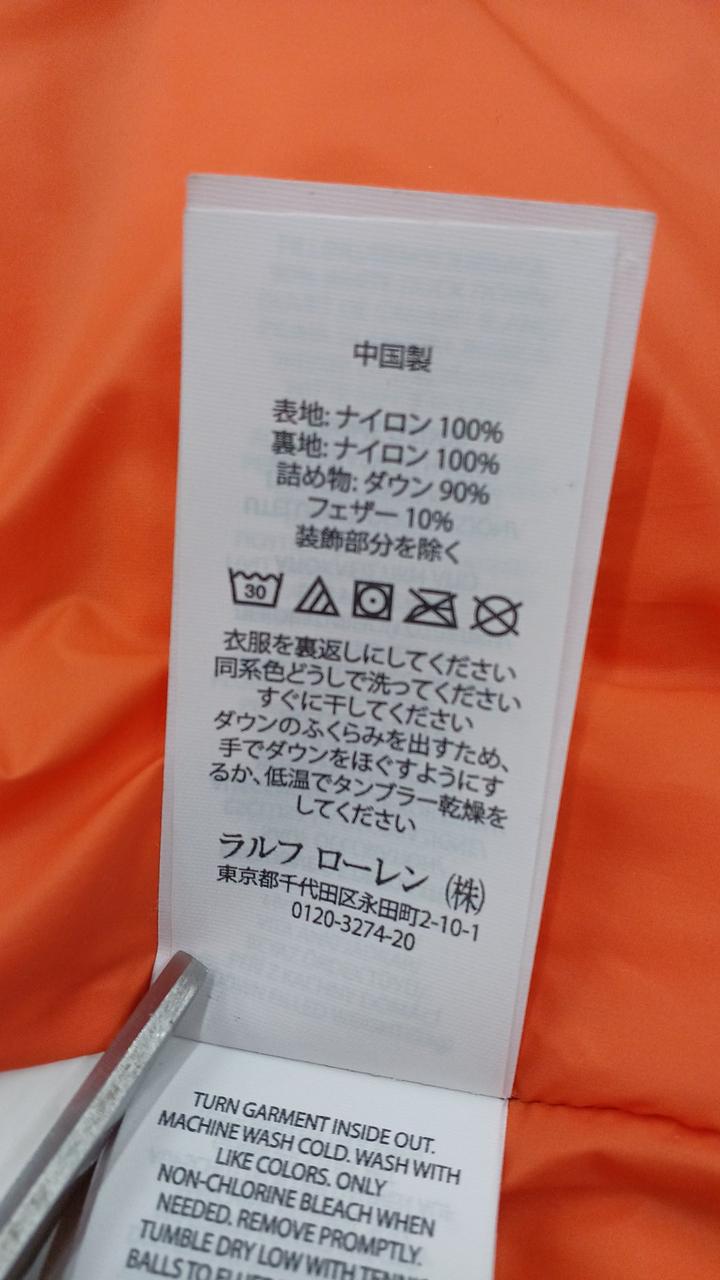 中国製
表地: ナイロン 100%
裏地: ナイロン 100%
詰め物: ダウン 90%
フェザー 10%
装飾部分を除く
30
衣服を裏返しにしてください
同系色どうしで洗ってください
すぐに干してください
ダウンのふくらみを出すため、
手でダウンをほぐすようにす
るか、低温でタンブラー乾燥を
してください
ラルフ ローレン (株)
東京都千代田区永田町2-10-1
0120-3274-20
TURN GARMENT INSIDE OUT.
MACHINE WASH COLD. WASH WITH
LIKE COLORS. ONLY
NON-CHLORINE BLEACH WHEN
NEEDED. REMOVE PROMPTLY.
TUMBLE DRY LOW WITH
BALLS TO